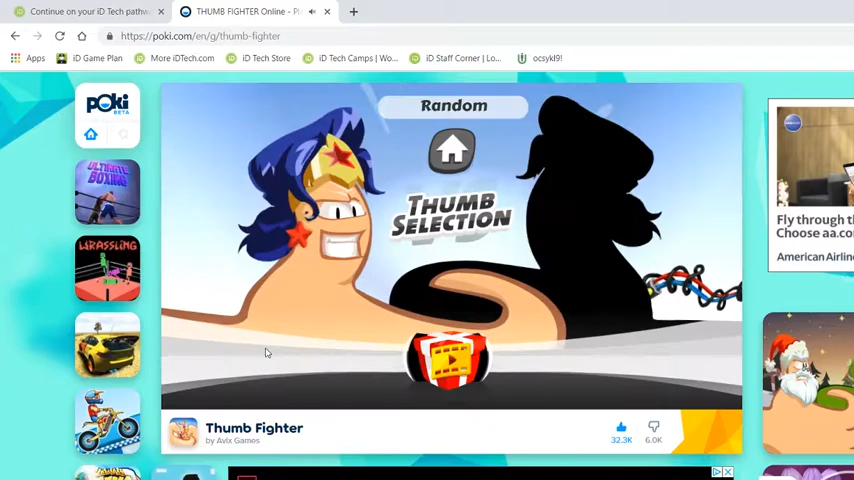 Continue on your iD Tech pathw
THUMB FIGHTER Online - Pl
https://poki.com/en/g/thumb-fighter
Apps
iD Game Plan
More iDTech.com
iD Tech Store
iD Tech Camps | Wo...
iD Staff Corner | Lo...
ocsykl9!
POKI
BETA
Random
THUMB
SELECTION
ULTIMATE
BOXING
WRASSLING
Fly through th
Choose aa.co
American Airline
Thumb Fighter
by Avix Games
32.3K
6.0K